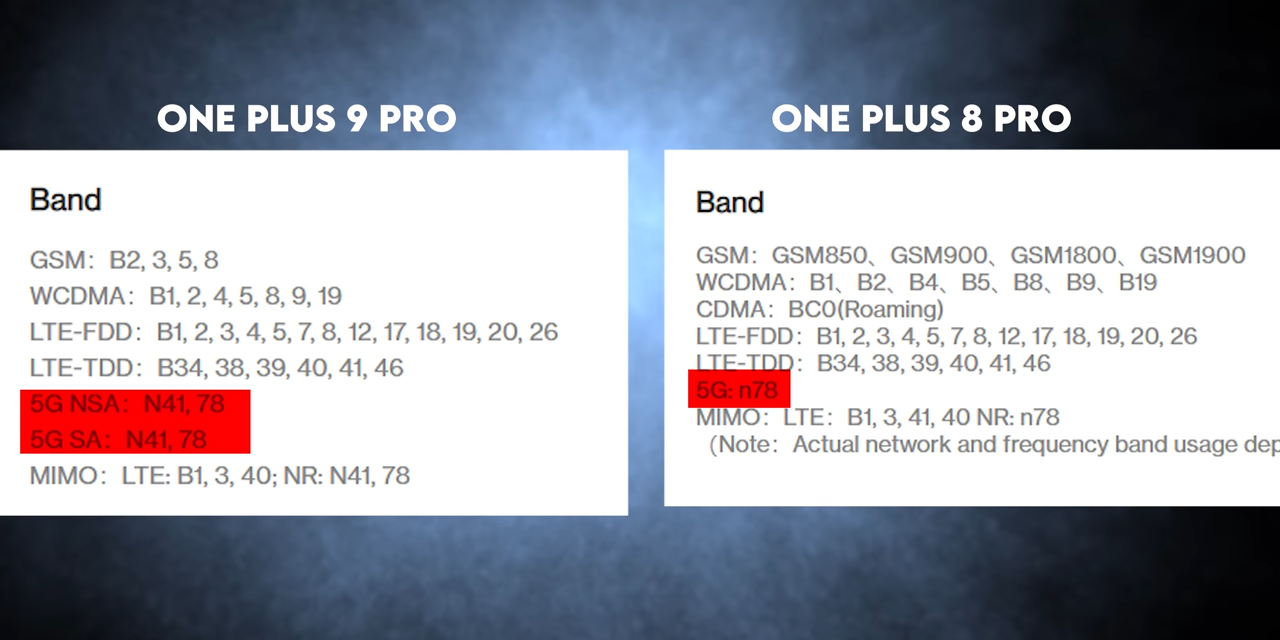 ONE PLUS 9 PRO
Band
GSM： B2, 3, 5, 8
WCDMA： B1, 2, 4, 5, 8, 9, 19
LTE-FDD： B1, 2, 3, 4, 5, 7, 8, 12, 17, 18, 19, 20, 26
LTE-TDD： B34, 38, 39, 40, 41, 46
5G NSA： N41, 78
5G SA： N41, 78
MIMO： LTE: B1, 3, 40; NR: N41, 78
ONE PLUS 8 PRO
Band
GSM： GSM850、GSM900、GSM1800、GSM1900
WCDMA： B1、B2、B4、B5、B8、B9、B19
CDMA： BC0(Roaming)
LTE-FDD： B1, 2, 3, 4, 5, 7, 8, 12, 17, 18, 19, 20, 26
LTE-TDD： B34, 38, 39, 40, 41, 46
5G: n78
MIMO： LTE： B1, 3, 41, 40 NR: n78
（Note： Actual network and frequency band usage dep